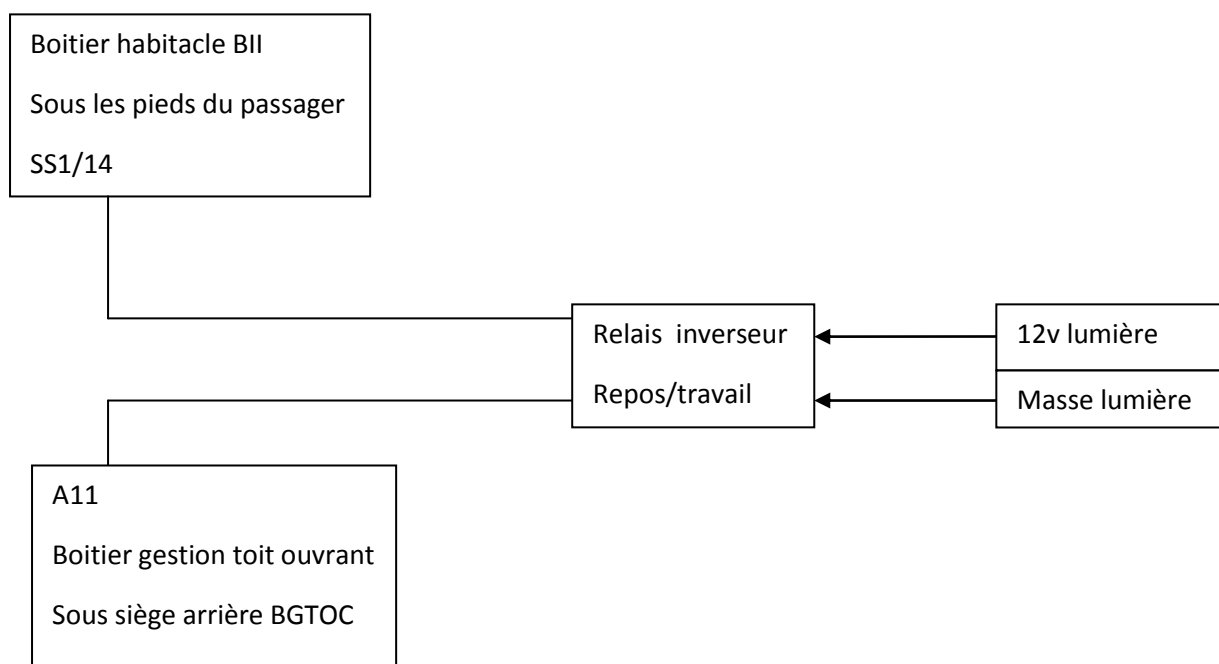 Boitier habitacle BII
Sous les pieds du passager
SS1/14
Relais inverseur
Repos/travail
12v lumière
Masse lumière
A11
Boitier gestion toit ouvrant
Sous siège arrière BGTOC